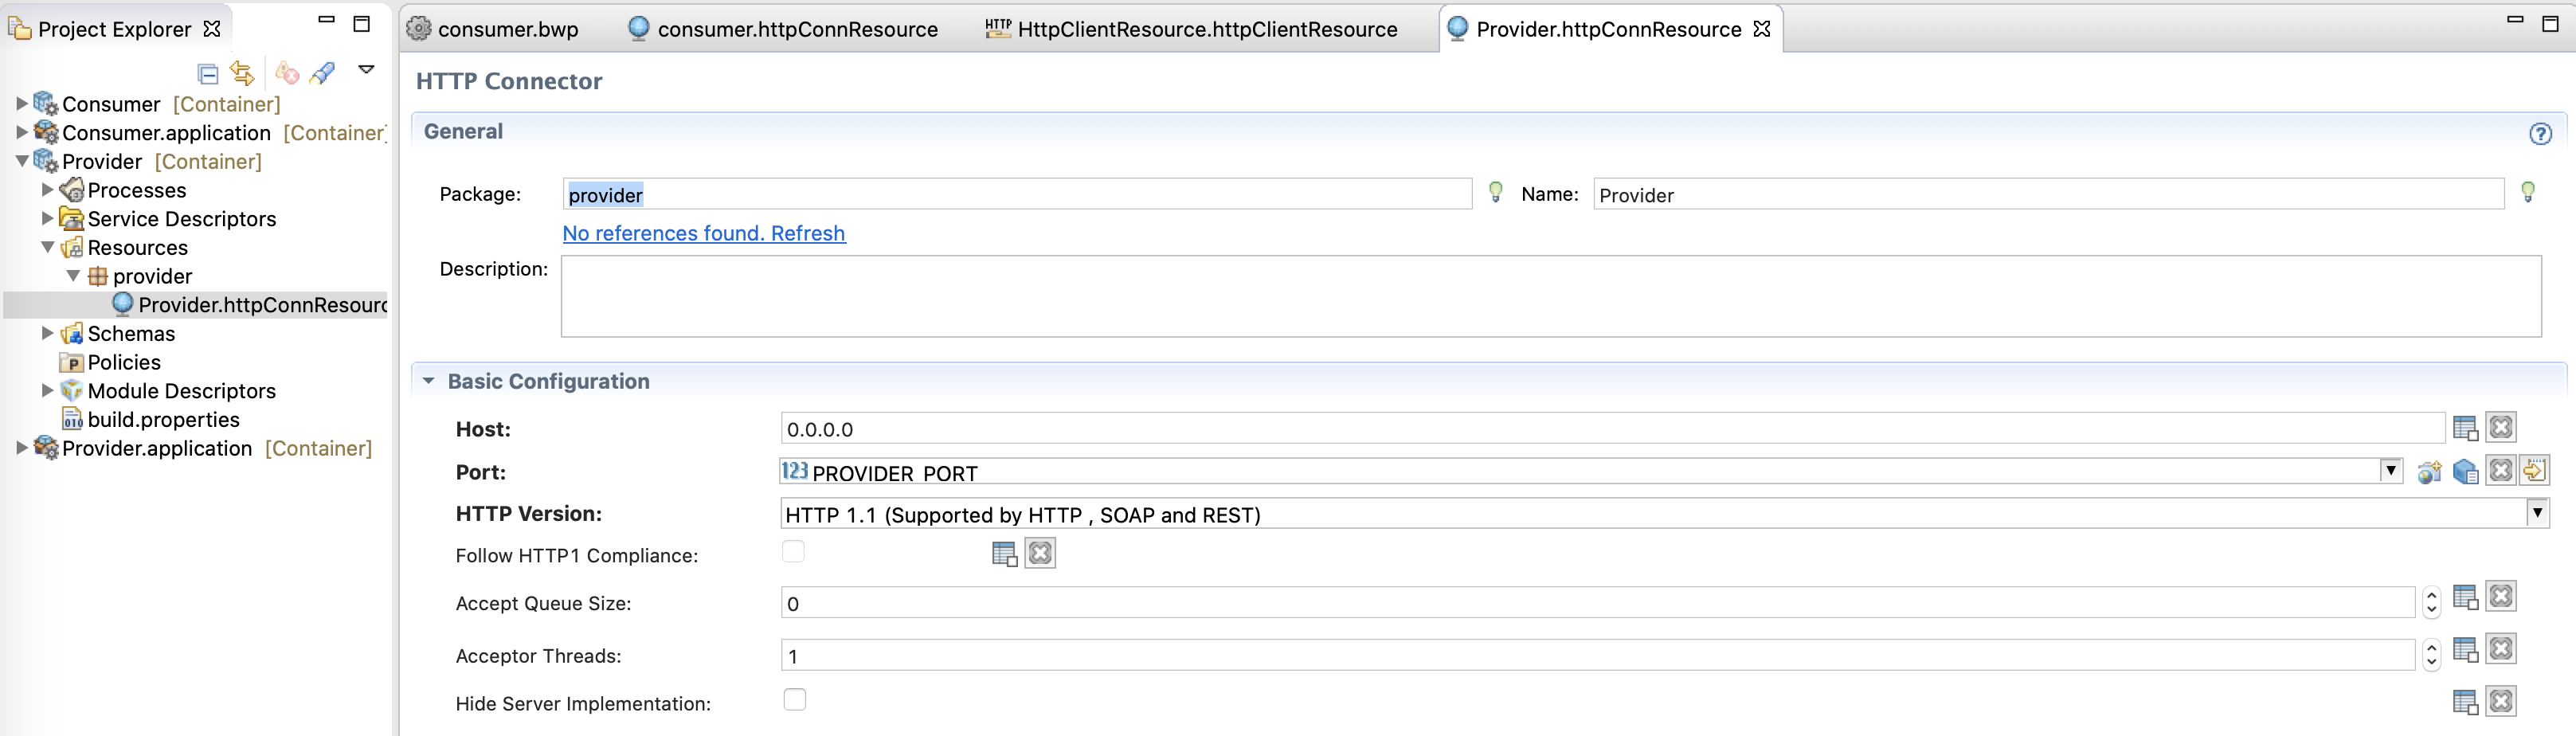 Project Explorer
Consumer [Container]
Consumer.application [Container]
Provider [Container]
Processes
Service Descriptors
Resources
provider
Provider.httpConnResourc
Schemas
Policies
Module Descriptors
build.properties
Provider.application [Container]
consumer.bwp
consumer.httpConnResource
HTTP HttpClientResource.httpClientResource
Provider.httpConnResource
HTTP Connector
General
Package: provider Name: Provider
No references found. Refresh
Description:
Basic Configuration
Host: 0.0.0.0
Port: 123 PROVIDER PORT
HTTP Version: HTTP 1.1 (Supported by HTTP , SOAP and REST)
Follow HTTP1 Compliance:
Accept Queue Size: 0
Acceptor Threads: 1
Hide Server Implementation: